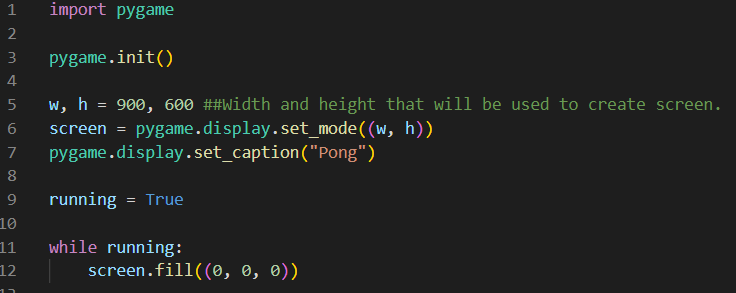 1 import pygame
2
3 pygame.init()
4
5 w, h = 900, 600 ##Width and height that will be used to create screen.
6 screen = pygame.display.set_mode((w, h))
7 pygame.display.set_caption("Pong")
8
9 running = True
10
11 while running:
12     screen.fill((0, 0, 0))